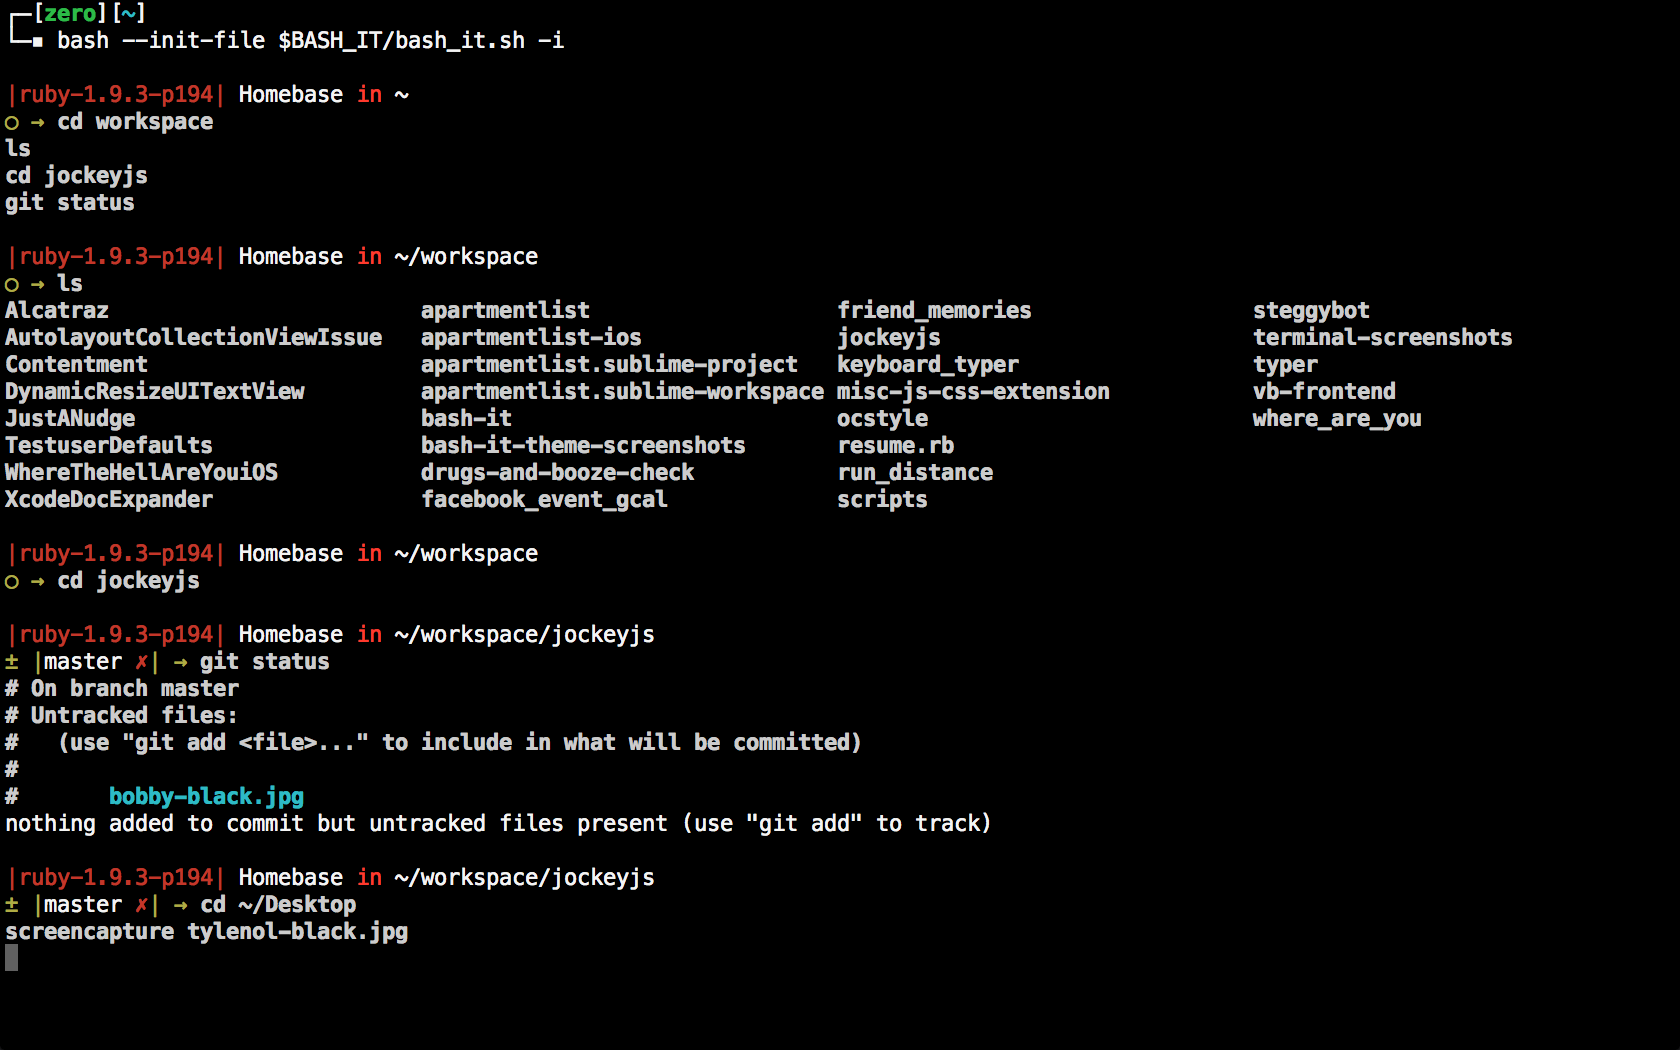 ┌─[zero][~]
└─▪ bash --init-file $BASH_IT/bash_it.sh -i

|ruby-1.9.3-p194| Homebase in ~
○ → cd workspace
ls
cd jockeyjs
git status

|ruby-1.9.3-p194| Homebase in ~/workspace
○ → ls
Alcatraz                        apartmentlist                   friend_memories                 steggybot
AutolayoutCollectionViewIssue   apartmentlist-ios               jockeyjs                        terminal-screenshots
Contentment                     apartmentlist.sublime-project   keyboard_typer                  typer
DynamicResizeUITextView         apartmentlist.sublime-workspace misc-js-css-extension           vb-frontend
JustANudge                      bash-it                         ocstyle                         where_are_you
TestuserDefaults                bash-it-theme-screenshots       resume.rb
WhereTheHellAreYouiOS           drugs-and-booze-check           run_distance
XcodeDocExpander                facebook_event_gcal             scripts

|ruby-1.9.3-p194| Homebase in ~/workspace
○ → cd jockeyjs

|ruby-1.9.3-p194| Homebase in ~/workspace/jockeyjs
± |master ✗| → git status
# On branch master
# Untracked files:
#   (use "git add <file>..." to include in what will be committed)
#
#       bobby-black.jpg
nothing added to commit but untracked files present (use "git add" to track)

|ruby-1.9.3-p194| Homebase in ~/workspace/jockeyjs
± |master ✗| → cd ~/Desktop
screencapture tylenol-black.jpg